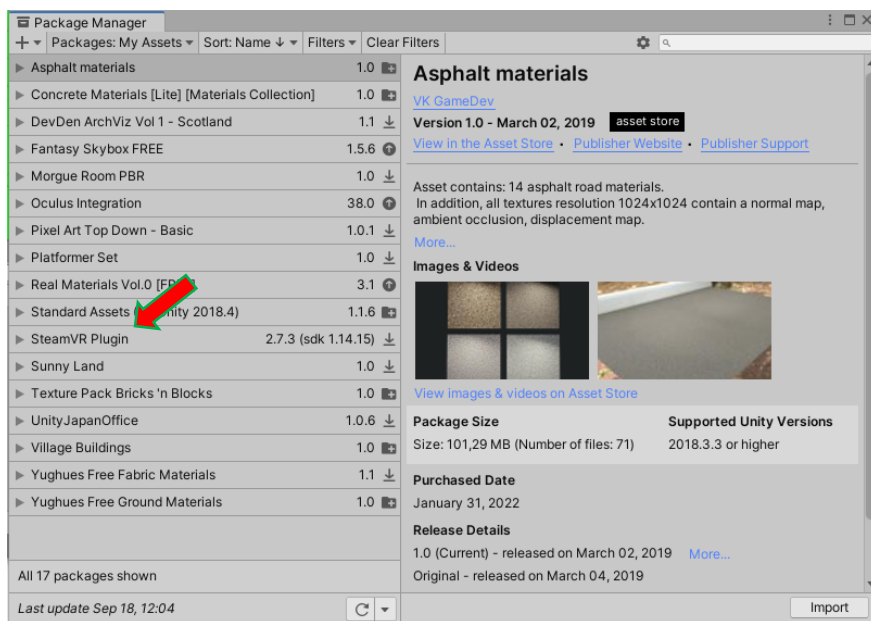 Package Manager
Packages: My Assets Sort: Name ↓ Filters Clear Filters
Asphalt materials 1.0
Concrete Materials [Lite] [Materials Collection] 1.0
DevDen ArchViz Vol 1 - Scotland 1.1
Fantasy Skybox FREE 1.5.6
Morgue Room PBR 1.0
Oculus Integration 38.0
Pixel Art Top Down - Basic 1.0.1
Platformer Set 1.0
Real Materials Vol.0 3.1
Standard Assets 2018.4) 1.1.6
SteamVR Plugin 2.7.3 (sdk 1.14.15)
Sunny Land 1.0
Texture Pack Bricks 'n Blocks 1.0
UnityJapanOffice 1.0.6
Village Buildings 1.0
Yughues Free Fabric Materials 1.1
Yughues Free Ground Materials 1.0
All 17 packages shown
Last update Sep 18, 12:04
Asphalt materials
VK GameDev
Version 1.0 - March 02, 2019 asset store
View in the Asset Store • Publisher Website • Publisher Support
Asset contains: 14 asphalt road materials.
In addition, all textures resolution 1024x1024 contain a normal map,
ambient occlusion, displacement map.
More...
Images & Videos
View images & videos on Asset Store
Package Size Supported Unity Versions
Size: 101,29 MB (Number of files: 71) 2018.3.3 or higher
Purchased Date
January 31, 2022
Release Details
1.0 (Current) - released on March 02, 2019 More...
Original - released on March 04, 2019
Import